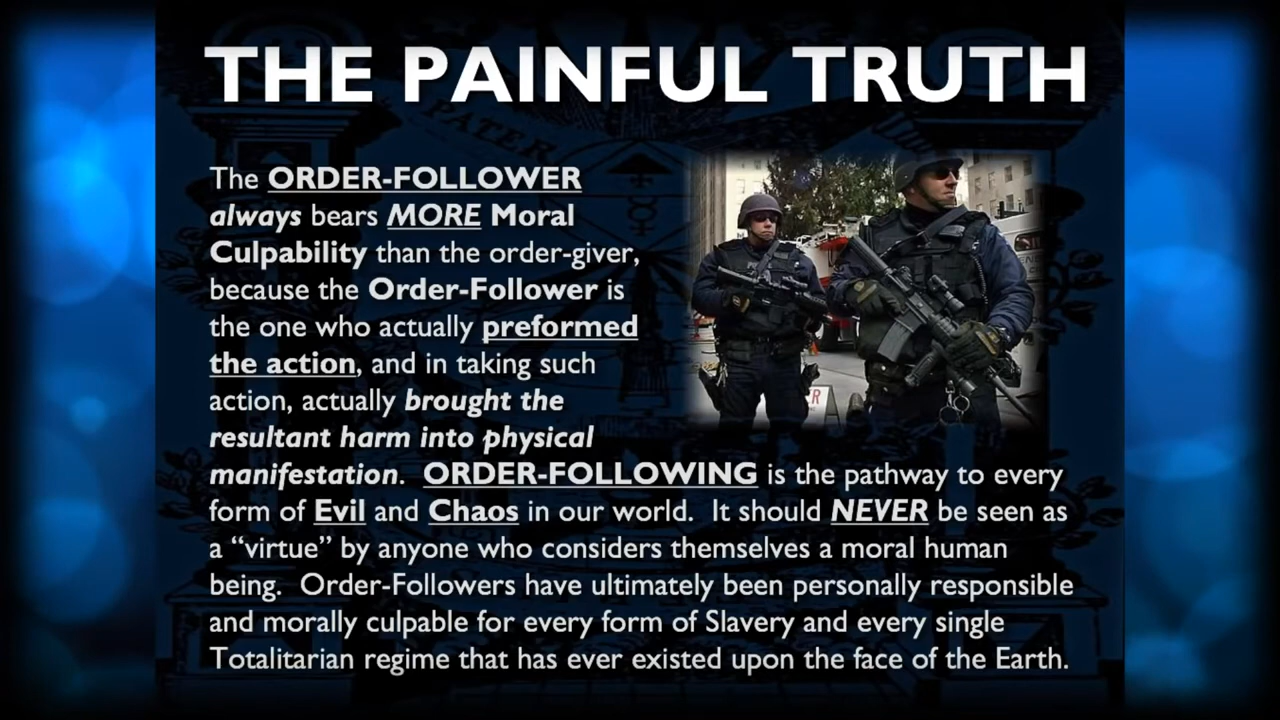 THE PAINFUL TRUTH
The ORDER-FOLLOWER
always bears MORE Moral
Culpability than the order-giver,
because the Order-Follower is
the one who actually preformed
the action, and in taking such
action, actually brought the
resultant harm into physical
manifestation. ORDER-FOLLOWING is the pathway to every
form of Evil and Chaos in our world. It should NEVER be seen as
a “virtue” by anyone who considers themselves a moral human
being. Order-Followers have ultimately been personally responsible
and morally culpable for every form of Slavery and every single
Totalitarian regime that has ever existed upon the face of the Earth.
PATER